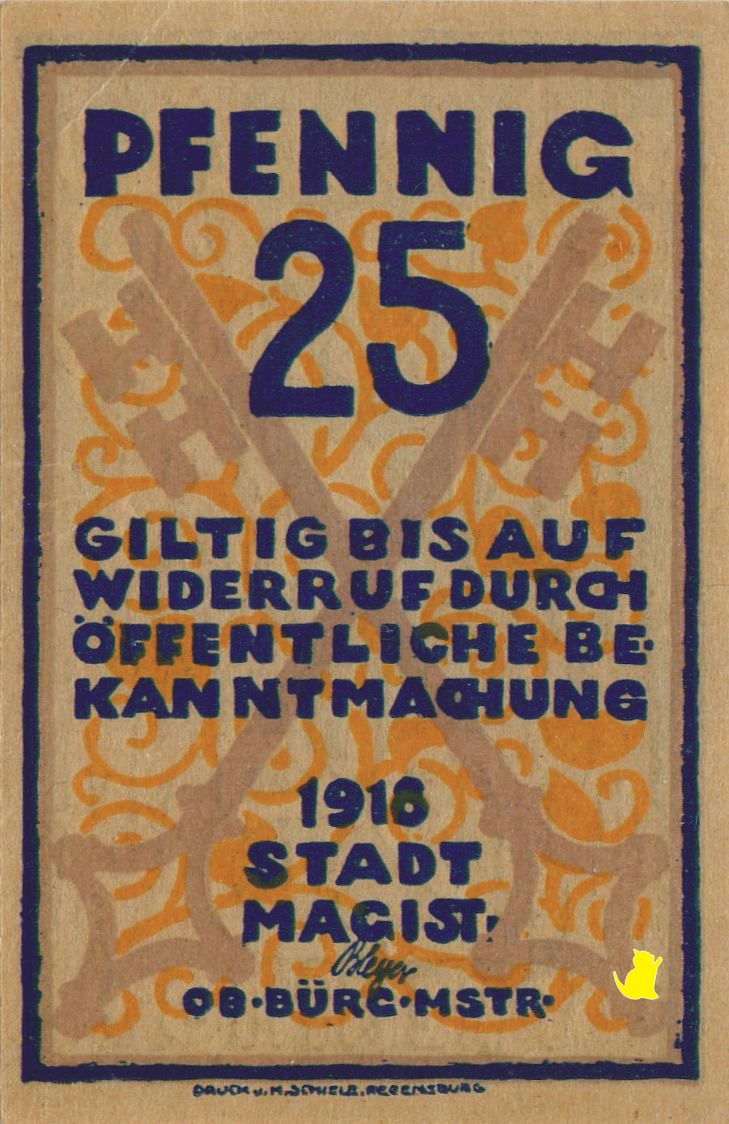 PFENNIG
25
GILTIG BIS AUF
WIDERRUF DURCH
ÖFFENTLICHE BE-
KANNTMACHUNG
1918
STADT
MAGIST.
Bleyer
OB·BÜRG·MSTR·
DRUCK v. M. SCHIELE, REGENSBURG